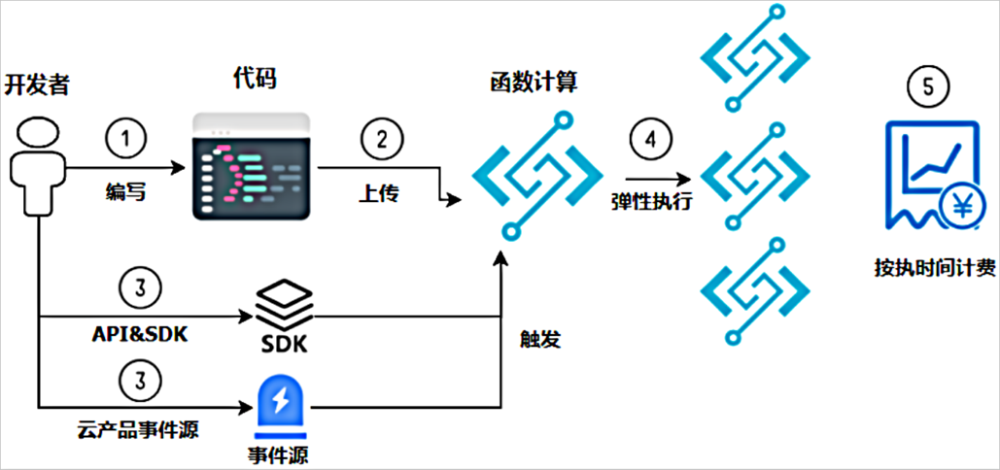 开发者
代码
函数计算
⑤
①
②
④
编写
上传
弹性执行
¥
按执时间计费
③
API&SDK
SDK
触发
③
云产品事件源
事件源